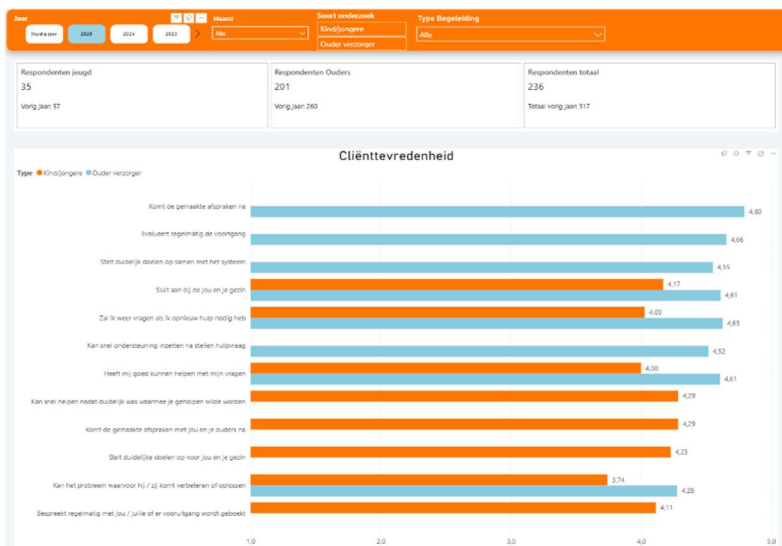 Jaar
Huidig jaar
2025
2024
2023
Maand
Alle
Soort onderzoek
Kind/jongere
Ouder verzorger
Type Begeleiding
Alle
Respondenten jeugd
35
Vorig jaar: 57
Respondenten Ouders
201
Vorig jaar: 260
Respondenten totaal
236
Totaal vorig jaar: 317
Cliënttevredenheid
Type Kind/jongere Ouder verzorger
Komt de gemaakte afspraken na
4,80
Evalueert regelmatig de voortgang
4,66
Stelt duidelijk doelen op samen met het systeem
4,55
Sluit aan bij de jou en je gezin
4,17
4,61
Zal ik weer vragen als ik opnieuw hulp nodig heb
4,03
4,63
Kan snel ondersteuning inzetten na stellen hulpvraag
4,52
Heeft mij goed kunnen helpen met mijn vragen
4,00
4,61
Kan snel helpen nadat duidelijk was waarmee je geholpen wilde worden
4,29
Komt de gemaakte afspraken met jou en je ouders na
4,29
Stelt duidelijke doelen op voor jou en je gezin
4,23
Kan het probleem waarvoor hij / zij komt verbeteren of oplossen
3,74
4,28
Bespreekt regelmatig met jou / jullie of er vooruitgang wordt geboekt
4,11
1,0 2,0 3,0 4,0 5,0